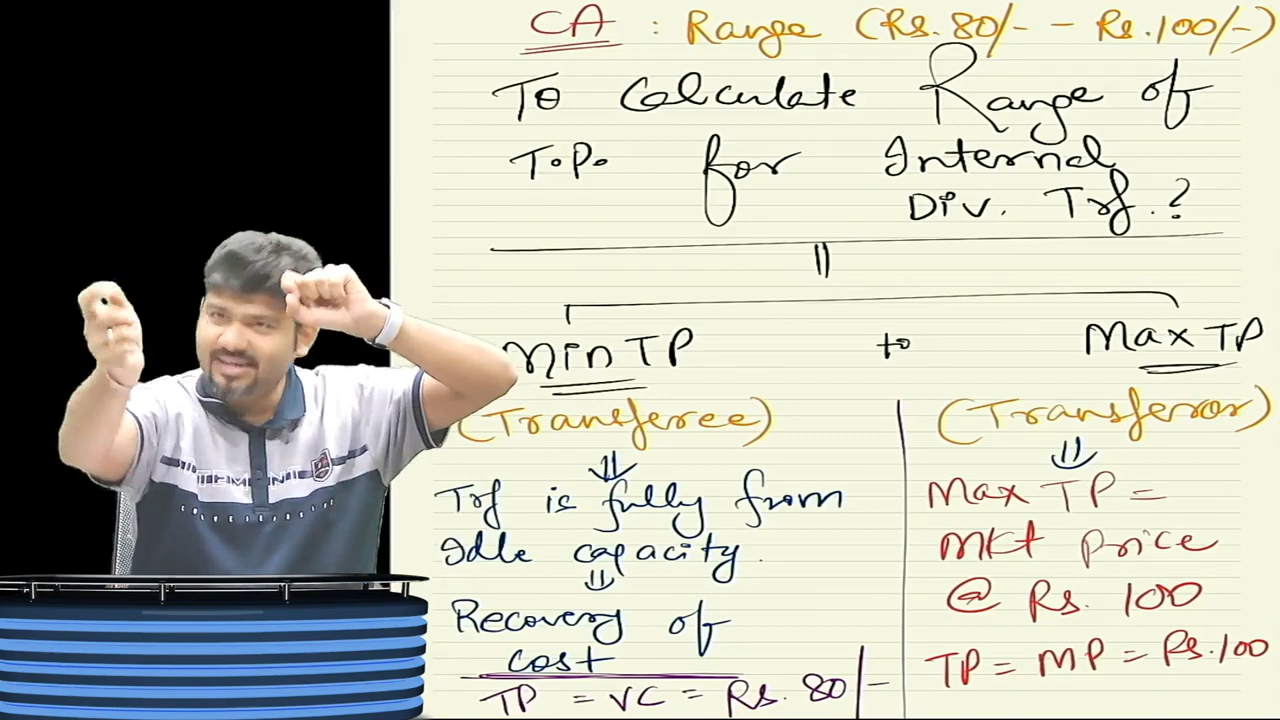 CA : Range (Rs.80/- - Rs.100/-)
To Calculate Range of
T.P. for Internal
Div. Trf.?
Min TP to Max TP
(Transferee)
Trf is fully from
Idle capacity.
Recovery of
cost
TP = VC = Rs. 80/-
(Transferor)
Max TP =
Mkt price
@ Rs. 100
TP = MP = Rs.100